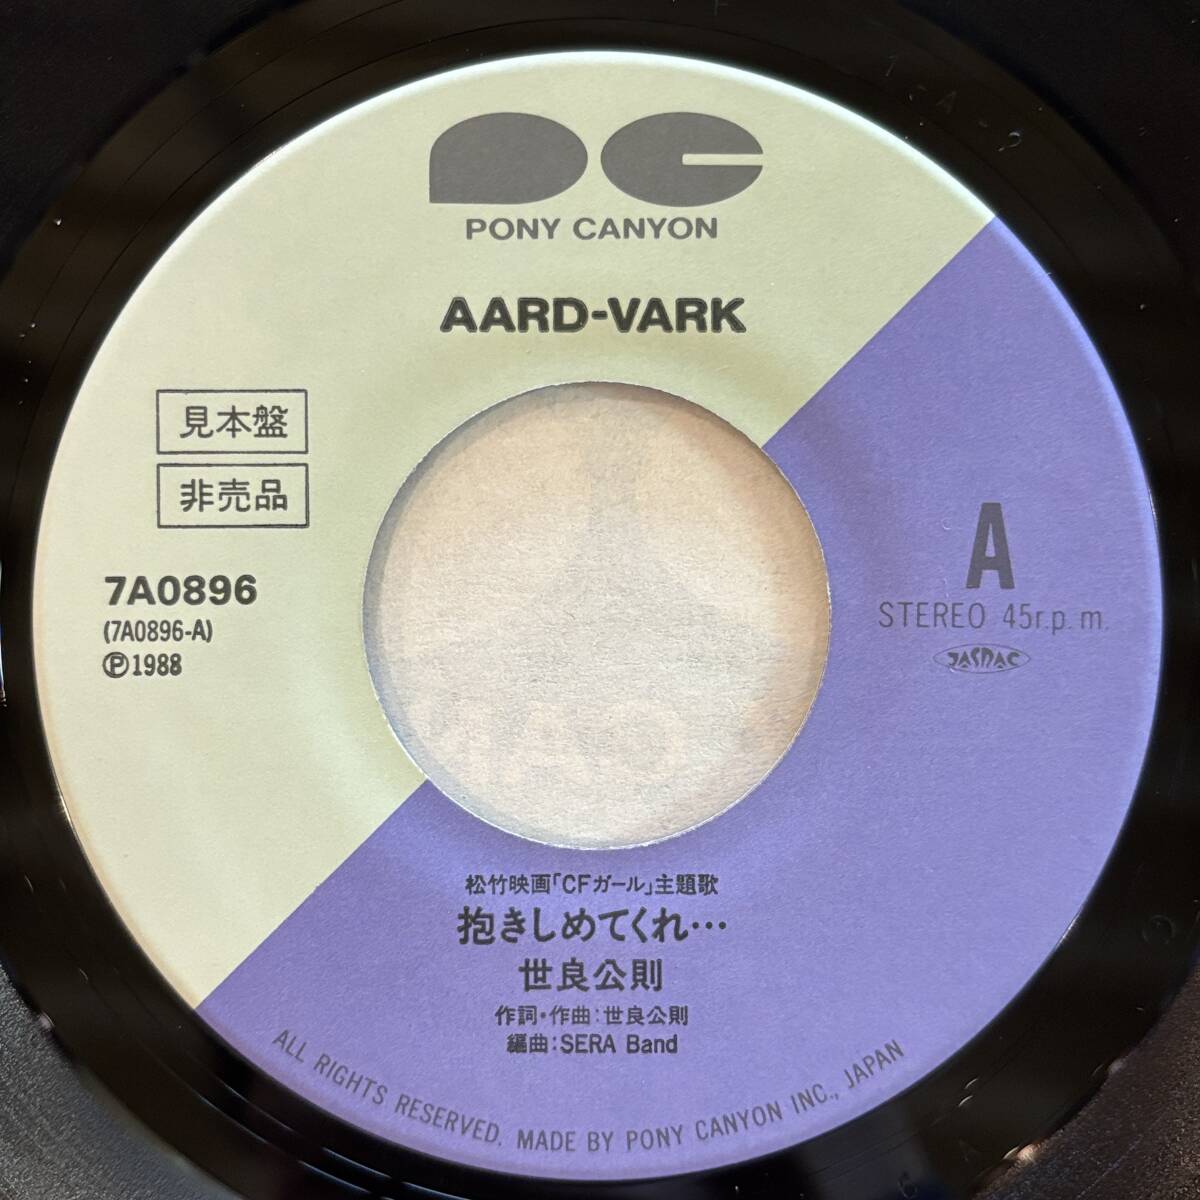 PONY CANYON
AARD-VARK
見本盤
非売品
7A0896
(7A0896-A)
Ⓟ1988
A
STEREO 45r.p.m.
JASRAC
松竹映画「CFガール」主題歌
抱きしめてくれ…
世良公則
作詞・作曲:世良公則
編曲:SERA Band
ALL RIGHTS RESERVED. MADE BY PONY CANYON INC., JAPAN